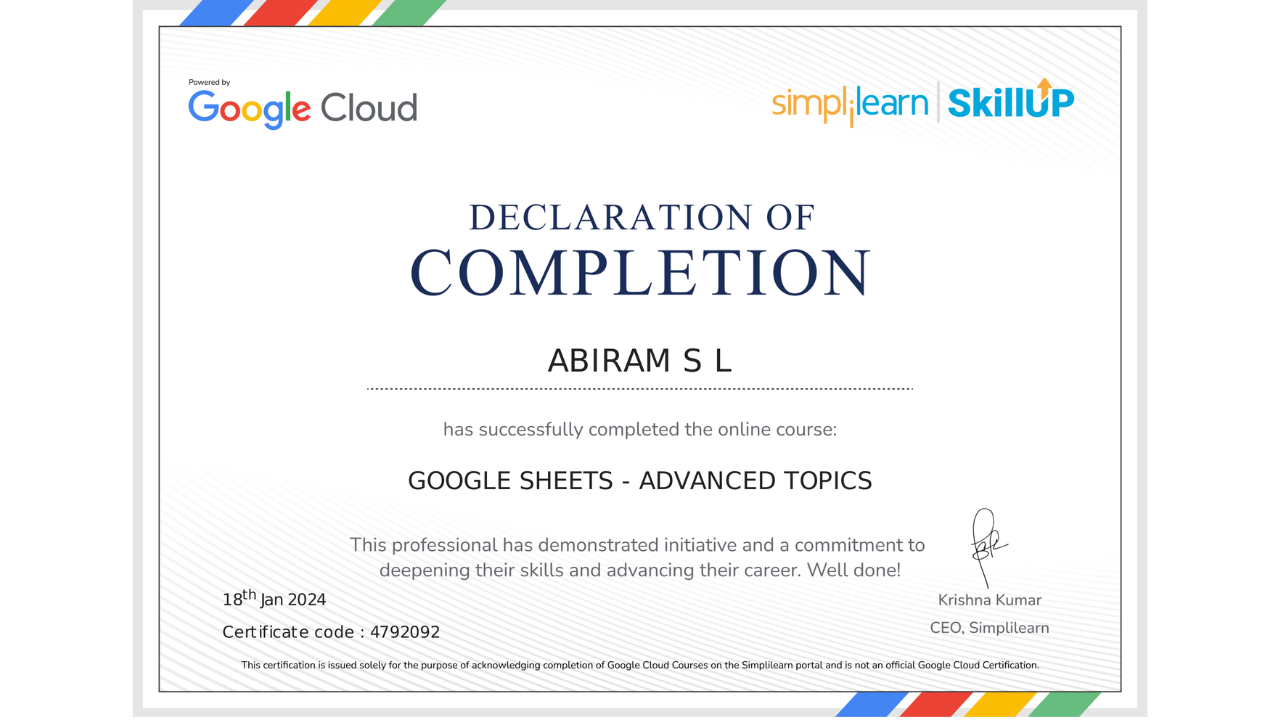 Powered by
Google Cloud
simplilearn | SkillUP
DECLARATION OF
COMPLETION
ABIRAM S L
has successfully completed the online course:
GOOGLE SHEETS - ADVANCED TOPICS
This professional has demonstrated initiative and a commitment to
deepening their skills and advancing their career. Well done!
18th Jan 2024
Certificate code : 4792092
Krishna Kumar
CEO, Simplilearn
This certification is issued solely for the purpose of acknowledging completion of Google Cloud Courses on the Simplilearn portal and is not an official Google Cloud Certification.